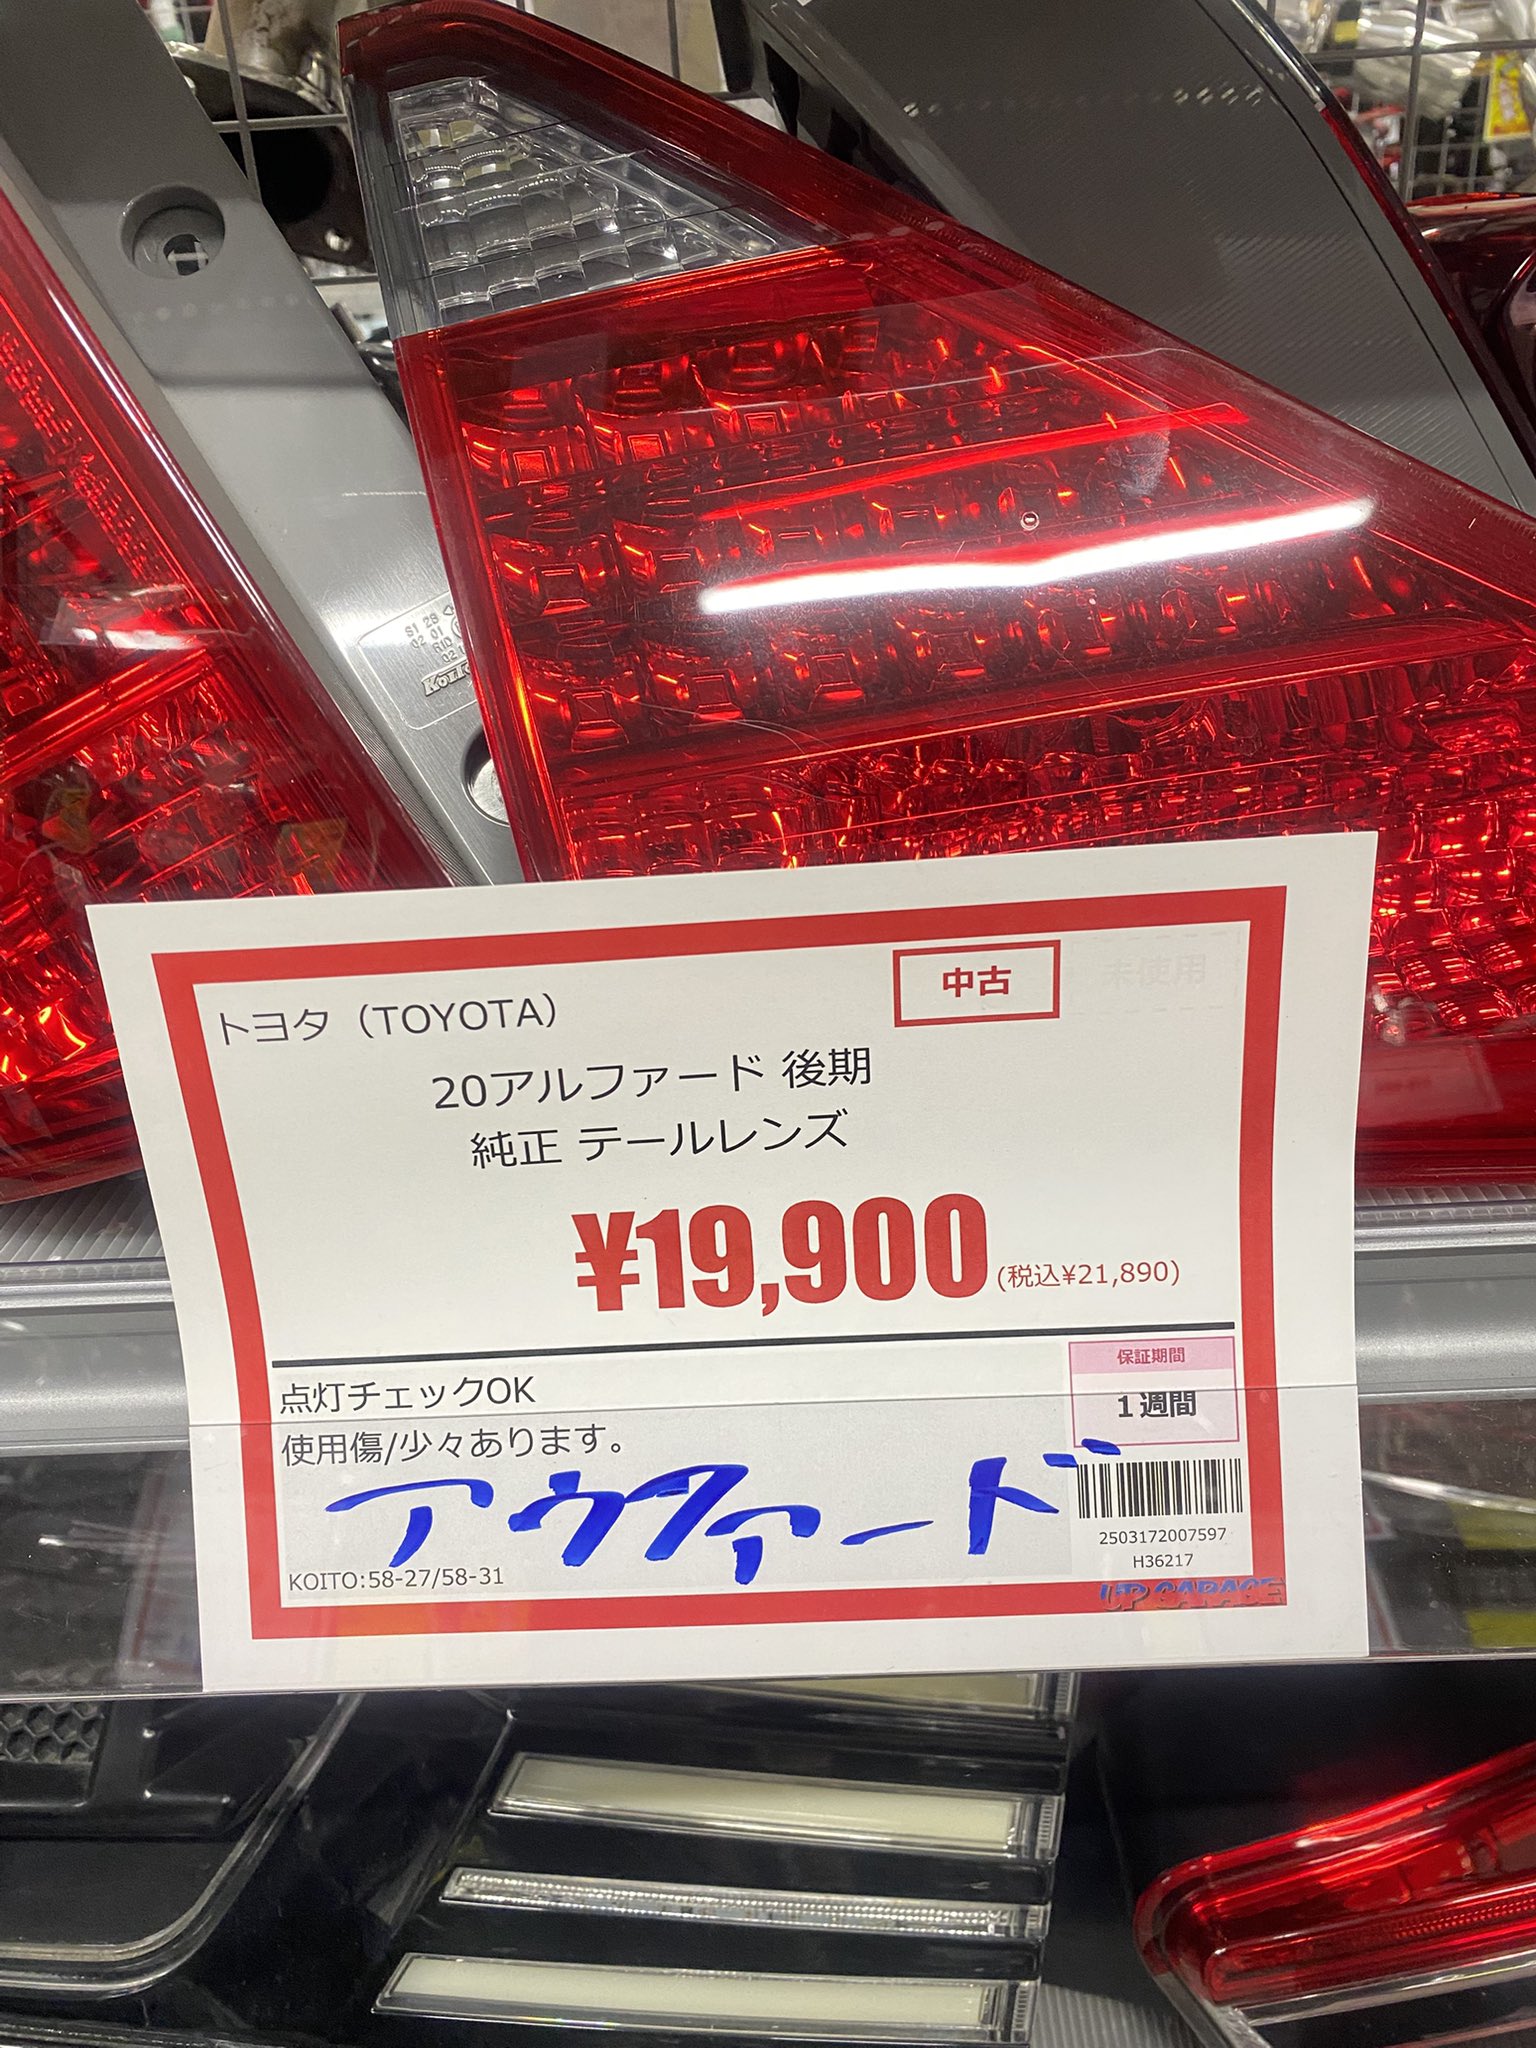 中古
未使用
トヨタ（TOYOTA）
20アルファード 後期
純正 テールレンズ
¥19,900(税込¥21,890)
保証期間
1週間
点灯チェックOK
使用傷/少々あります。
アゥファード
2503172007597
H36217
KOITO:58-27/58-31
UP GARAGE